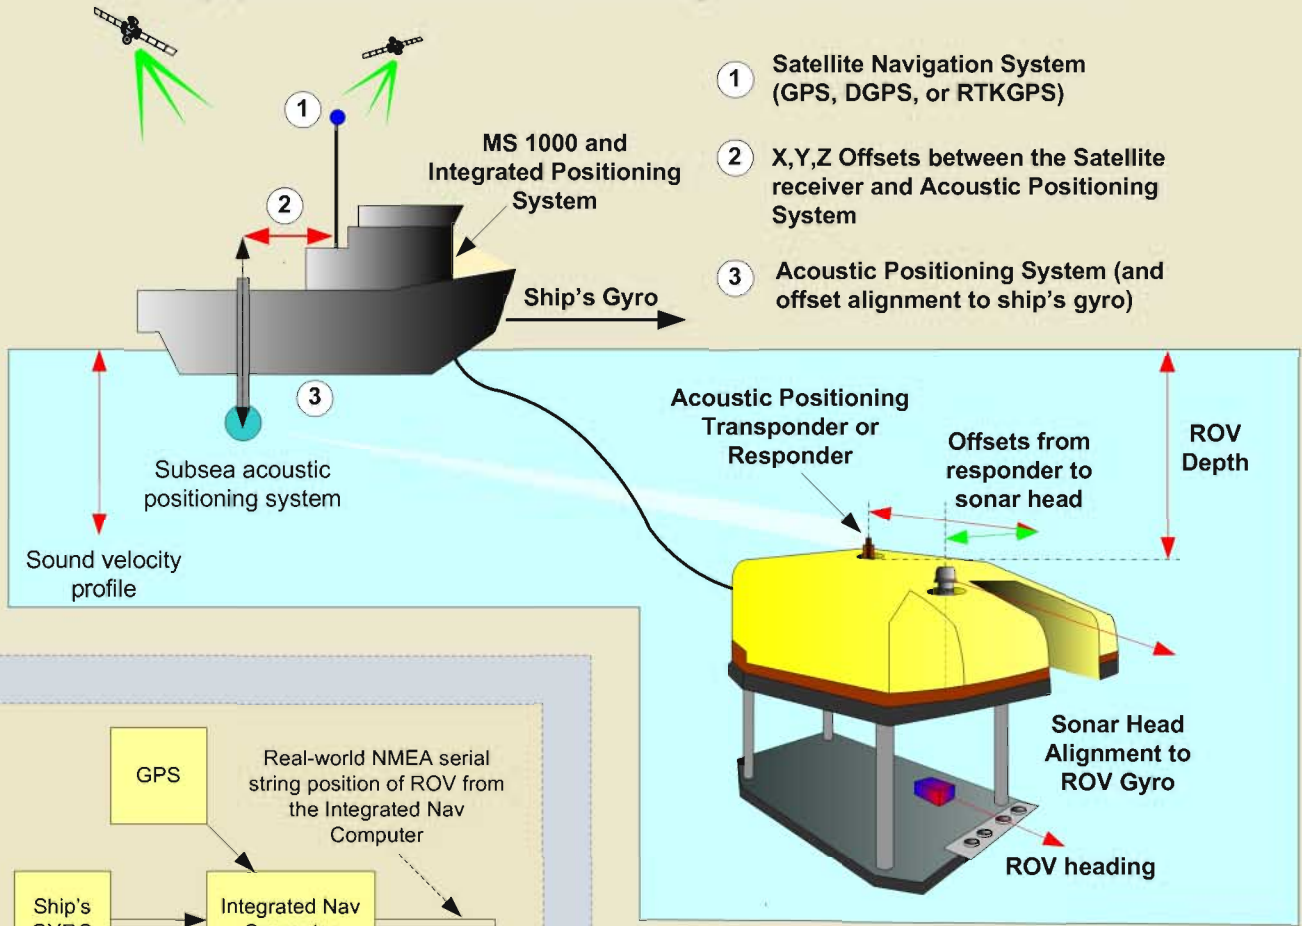 1
Satellite Navigation System
(GPS, DGPS, or RTKGPS)
1
MS 1000 and
Integrated Positioning
System
2
X,Y,Z Offsets between the Satellite
receiver and Acoustic Positioning
System
2
3
Acoustic Positioning System (and
offset alignment to ship's gyro)
Ship's Gyro
3
Acoustic Positioning
Transponder or
Responder
Offsets from
responder to
sonar head
ROV
Depth
Subsea acoustic
positioning system
Sound velocity
profile
Sonar Head
Alignment to
ROV Gyro
ROV heading
GPS
Real-world NMEA serial
string position of ROV from
the Integrated Nav
Computer
Ship's
Integrated Nav